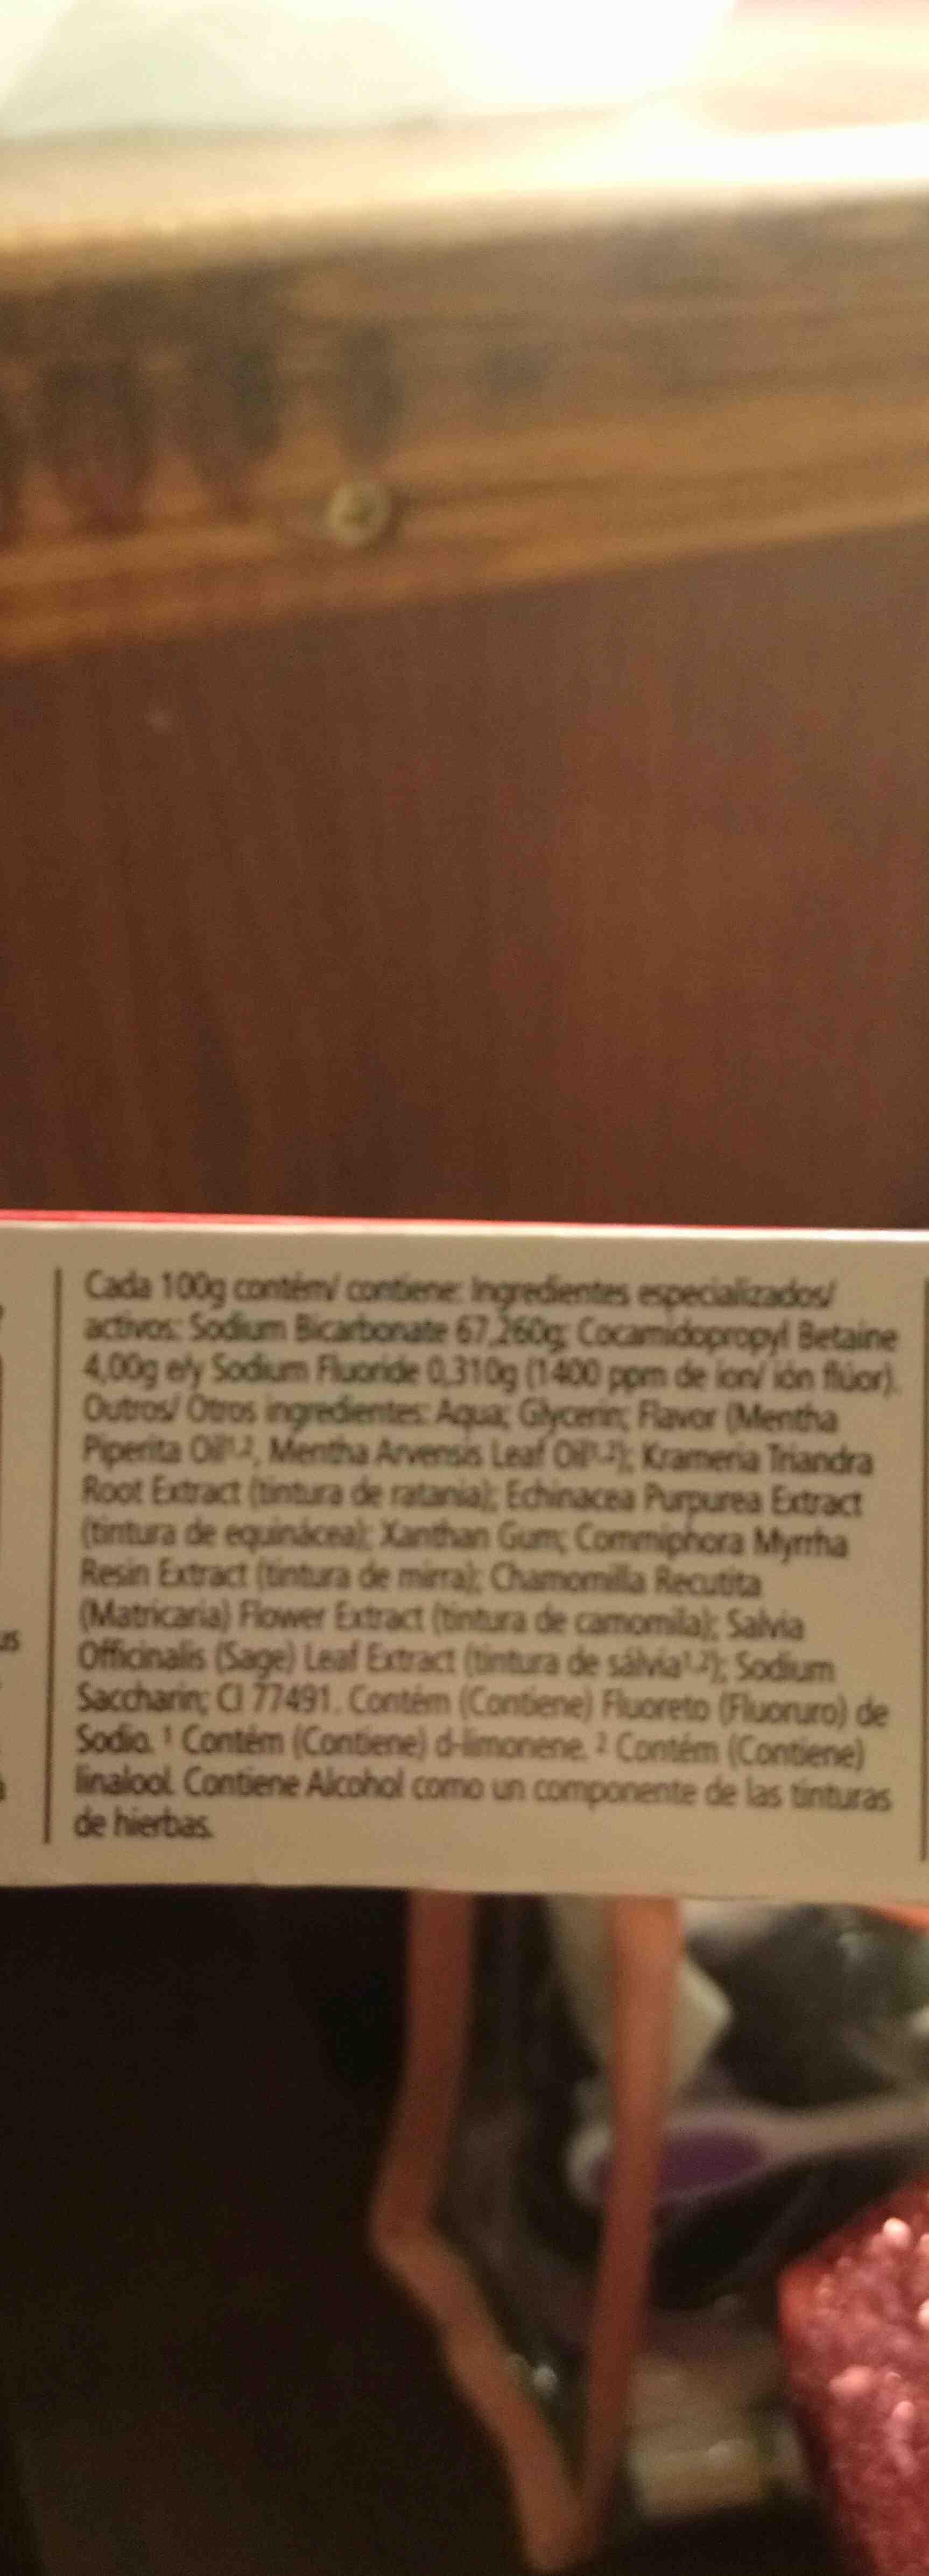 Cada 100g contém/ contiene: Ingredientes especializados/
activos: Sodium Bicarbonate 67,260g; Cocamidopropyl Betaine
4,00g e/y Sodium Fluoride 0,310g (1400 ppm de íon/ ión flúor).
Outros/ Otros ingredientes: Aqua; Glycerin; Flavor (Mentha
Piperita Oil¹·², Mentha Arvensis Leaf Oil¹·²); Krameria Triandra
Root Extract (tintura de ratania); Echinacea Purpurea Extract
(tintura de equinácea); Xanthan Gum; Commiphora Myrrha
Resin Extract (tintura de mirra); Chamomilla Recutita
(Matricaria) Flower Extract (tintura de camomila); Salvia
Officinalis (Sage) Leaf Extract (tintura de sálvia¹·²); Sodium
Saccharin; CI 77491. Contém (Contiene) Fluoreto (Fluoruro) de
Sodio. ¹ Contém (Contiene) d-limonene. ² Contém (Contiene)
linalool. Contiene Alcohol como un componente de las tinturas
de hierbas.